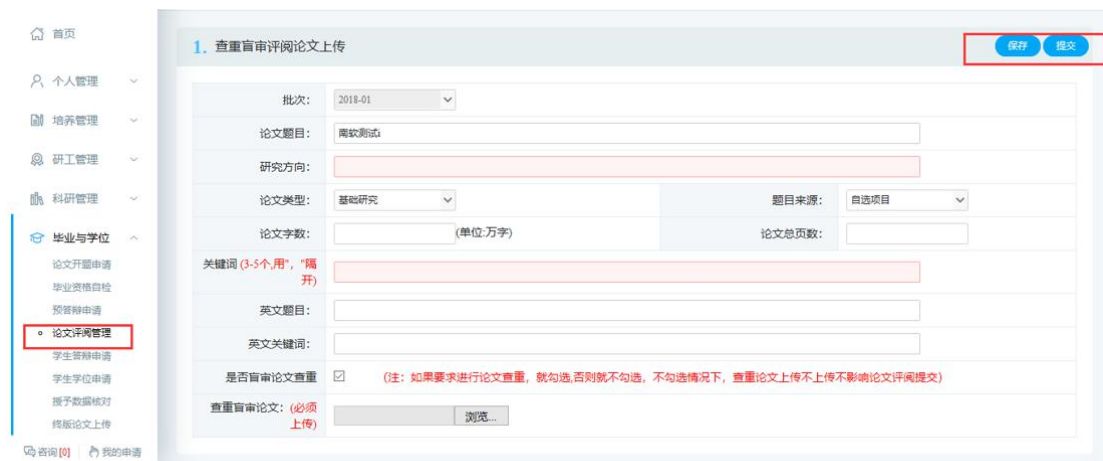 首页
个人管理
培养管理
研工管理
科研管理
毕业与学位
论文开题申请
毕业资格自检
预答辩申请
论文评阅管理
学生答辩申请
学生学位申请
授予数据核对
终版论文上传
咨询[0] 我的申请
1. 查重盲审评阅论文上传 保存 提交
批次： 2018-01
论文题目： 南软测试i
研究方向：
论文类型： 基础研究 题目来源： 自选项目
论文字数： (单位:万字) 论文总页数：
关键词 (3-5个,用"，"隔
开)
英文题目：
英文关键词：
是否盲审论文查重 (注：如果要求进行论文查重，就勾选,否则就不勾选，不勾选情况下，查重论文上传不上传不影响论文评阅提交)
查重盲审论文：(必须
上传) 浏览...